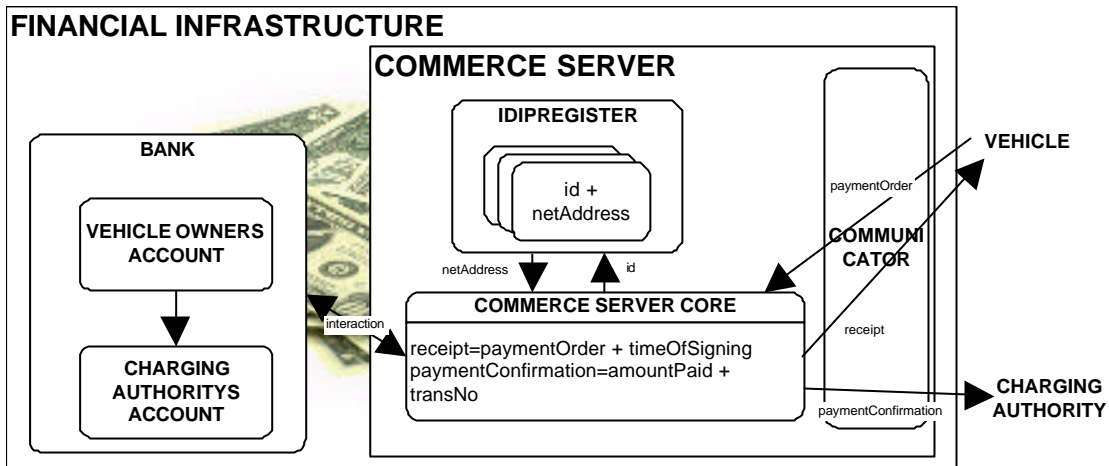 FINANCIAL INFRASTRUCTURE
COMMERCE SERVER
BANK
VEHICLE OWNERS
ACCOUNT
CHARGING
AUTHORITYS
ACCOUNT
interaction
IDIPREGISTER
id +
netAddress
netAddress
id
COMMERCE SERVER CORE
receipt=paymentOrder + timeOfSigning
paymentConfirmation=amountPaid +
transNo
paymentOrder
COMMUNI
CATOR
receipt
paymentConfirmation
VEHICLE
CHARGING
AUTHORITY